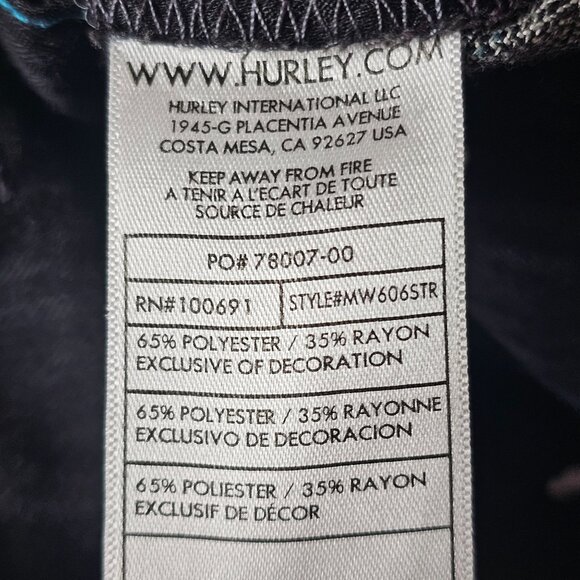 WWW.HURLEY.COM
HURLEY INTERNATIONAL LLC
1945-G PLACENTIA AVENUE
COSTA MESA, CA 92627 USA
KEEP AWAY FROM FIRE
A TENIR A L'ECART DE TOUTE
SOURCE DE CHALEUR
PO# 78007-00
RN#100691 STYLE#MW606STR
65% POLYESTER / 35% RAYON
EXCLUSIVE OF DECORATION
65% POLYESTER / 35% RAYONNE
EXCLUSIVO DE DECORACION
65% POLIESTER / 35% RAYON
EXCLUSIF DE DÉCOR